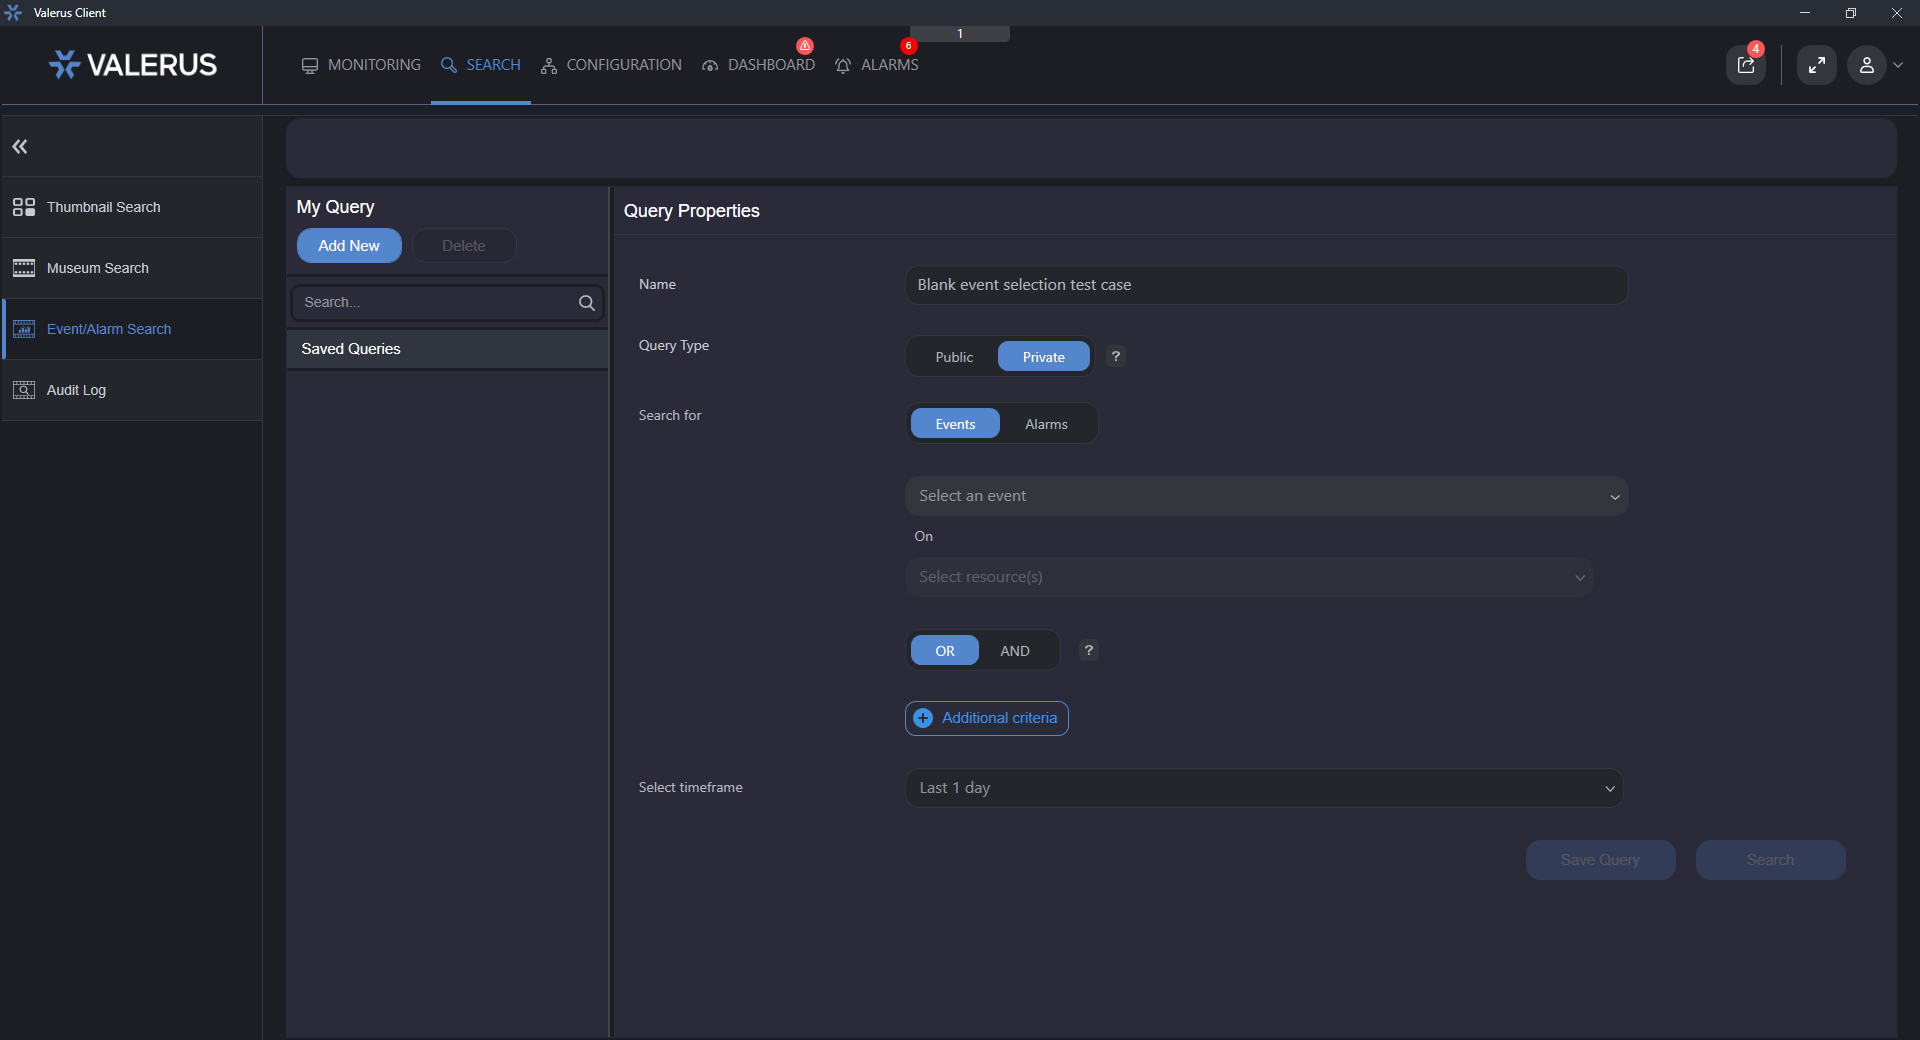 Valerus Client
1
VALERUS
MONITORING
SEARCH
CONFIGURATION
DASHBOARD
6
ALARMS
4
Thumbnail Search
Museum Search
Event/Alarm Search
Audit Log
My Query
Add New
Delete
Search...
Saved Queries
Query Properties
Name
Blank event selection test case
Query Type
Public
Private
?
Search for
Events
Alarms
Select an event
On
Select resource(s)
OR
AND
?
Additional criteria
Select timeframe
Last 1 day
Save Query
Search